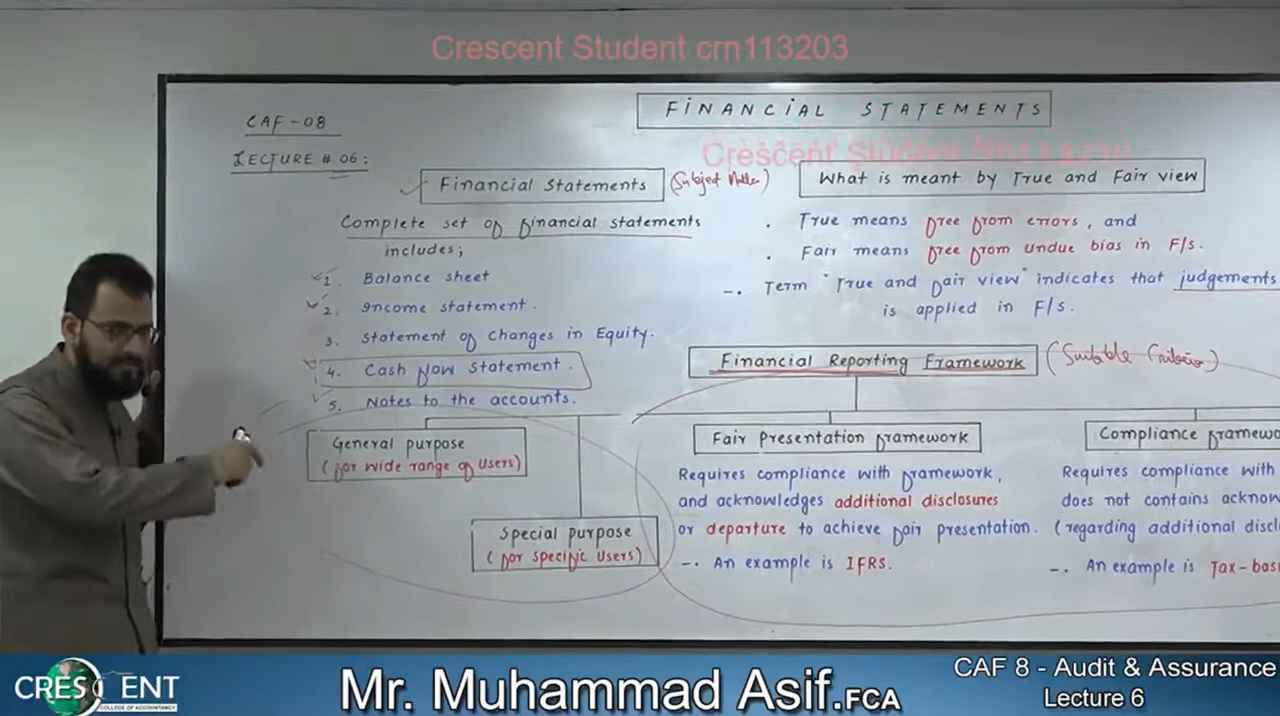 Crescent Student crn113203
CAF-08
LECTURE # 06:
FINANCIAL STATEMENTS
Crescent Student
Financial Statements (Subject Matter)
Complete set of financial statements
includes;
1. Balance sheet
2. Income statement.
3. Statement of changes in Equity.
4. Cash flow statement.
5. Notes to the accounts.
General purpose
(for wide range of users)
Special purpose
(for specific users)
What is meant by True and Fair view
. True means free from errors, and
. Fair means free from undue bias in F/s.
-. Term "True and fair view" indicates that judgements
is applied in F/s.
Financial Reporting Framework (Suitable Criteria)
Fair Presentation framework
Requires compliance with framework,
and acknowledges additional disclosures
or departure to achieve fair presentation.
-. An example is IFRS.
Compliance framewo
Requires compliance with
does not contains acknow
(regarding additional discl
-. An example is Tax-bas
CRESCENT
COLLEGE OF ACCOUNTANCY
Mr. Muhammad Asif.FCA
CAF 8 - Audit & Assurance
Lecture 6